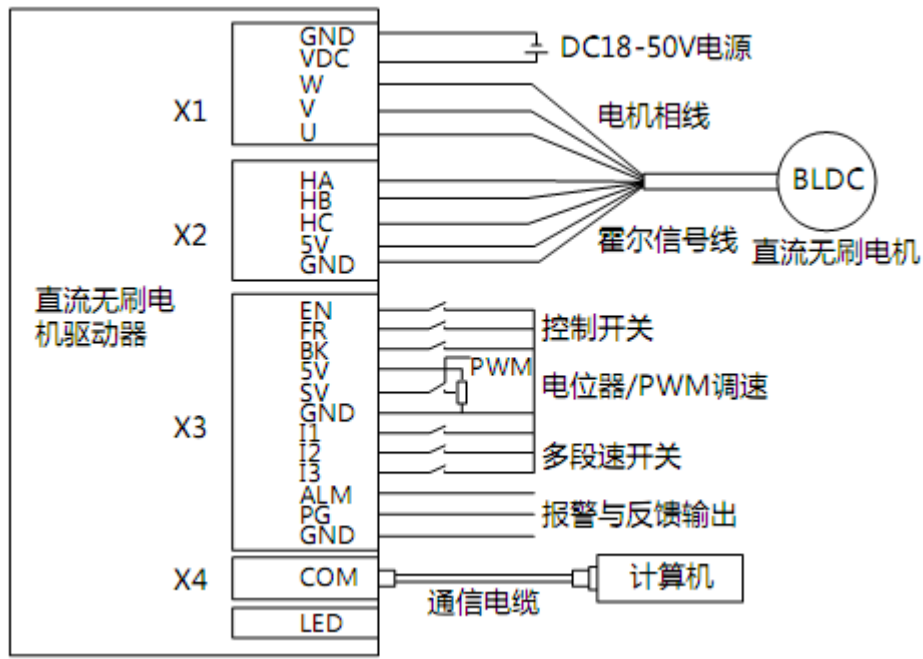 GND
VDC
DC18-50V电源
W
V
U
X1
电机相线
HA
HB
HC
5V
GND
X2
霍尔信号线
BLDC
直流无刷电机
直流无刷电
机驱动器
EN
FR
BK
5V
SV
GND
I1
I2
I3
ALM
PG
GND
X3
控制开关
PWM
电位器/PWM调速
多段速开关
报警与反馈输出
X4
COM
通信电缆
计算机
LED